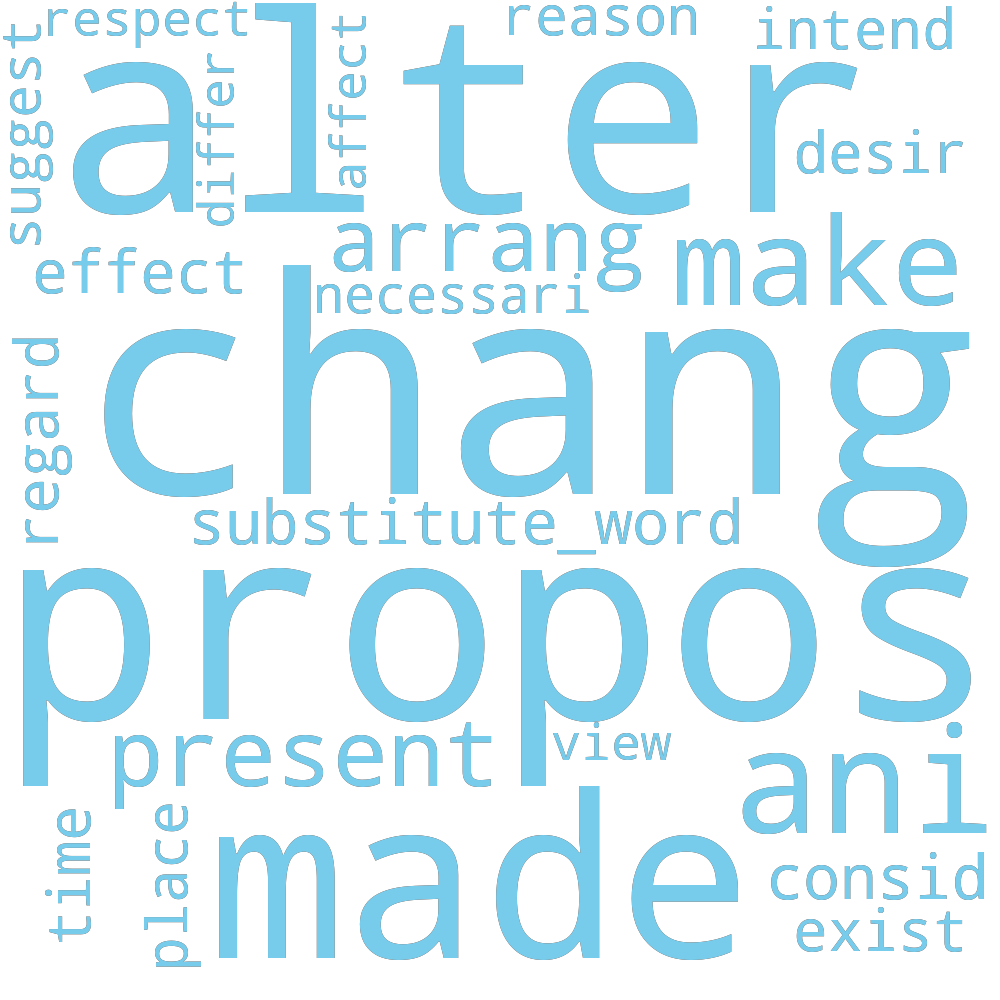 respect
reason
intend
suggest
alter
differ
affect
desir
arrang
make
effect
necessari
chang
regard
substitute_word
propos
present
view
ani
time
place
made
consid
exist